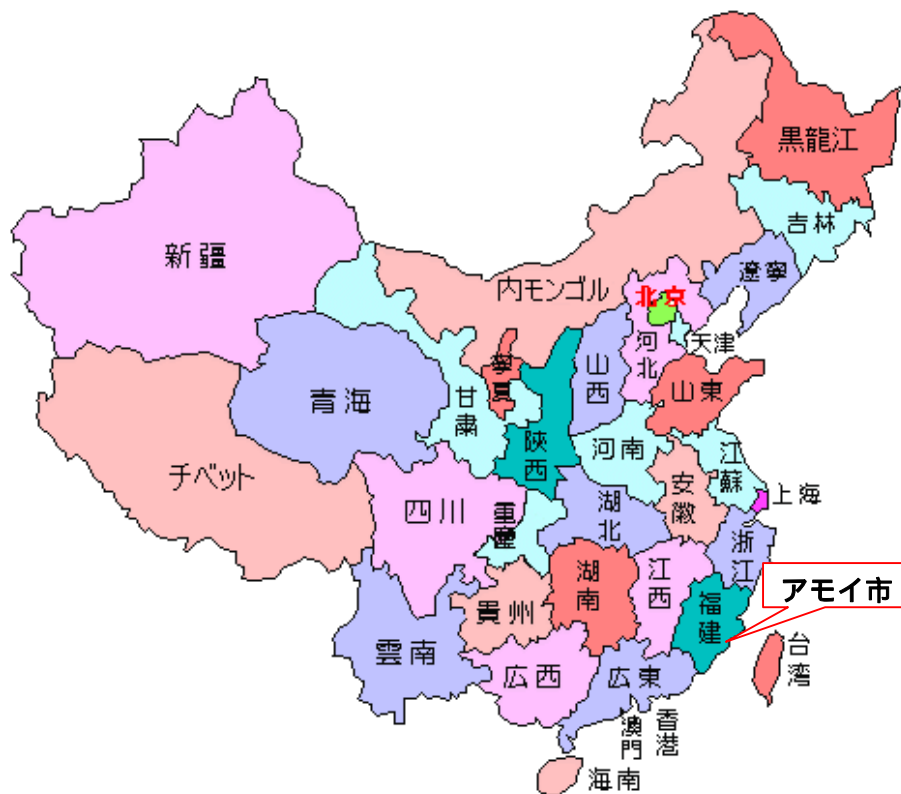 黒龍江
吉林
遼寧
新疆
内モンゴル
北京
天津
河北
山西
山東
寧夏
甘粛
青海
陝西
河南
江蘇
チベット
四川
重慶
湖北
安徽
上海
浙江
アモイ市
湖南
江西
福建
貴州
雲南
台湾
広西
広東
香港
澳門
海南